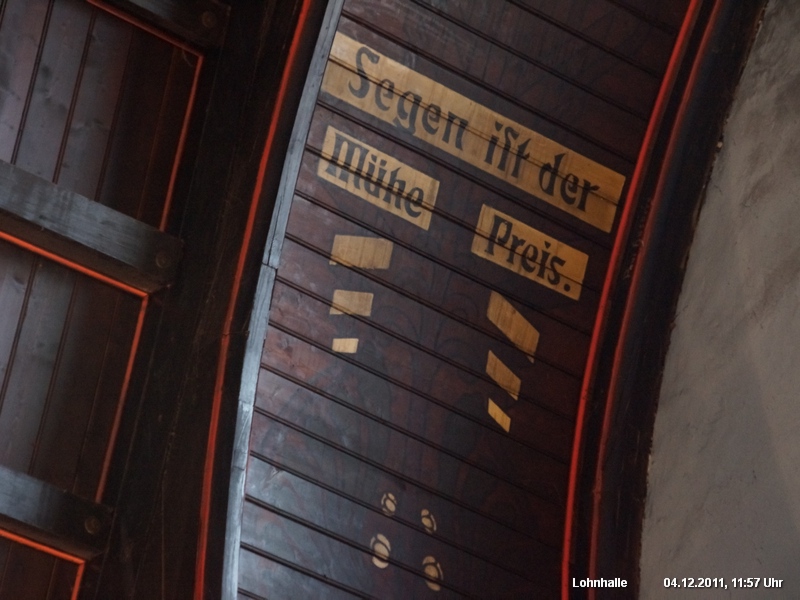 Segen ist der
Mühe
Preis.
Lohnhalle 04.12.2011, 11:57 Uhr